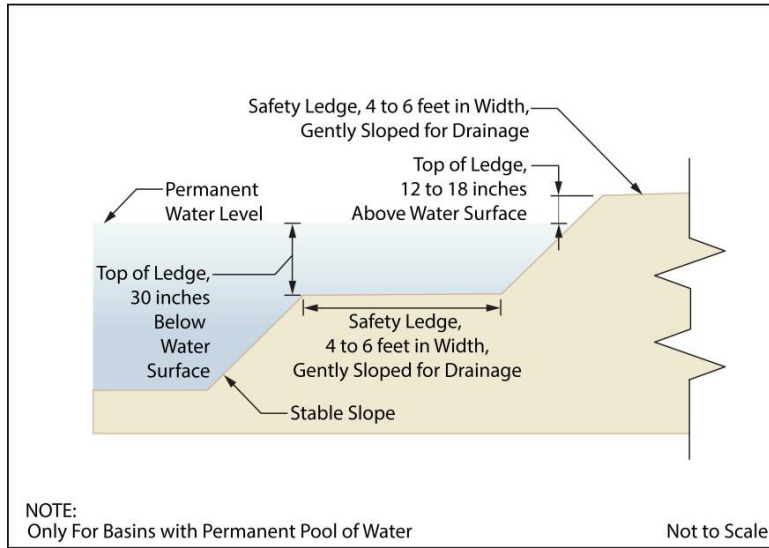 Safety Ledge, 4 to 6 feet in Width,
Gently Sloped for Drainage
Top of Ledge,
12 to 18 inches
Above Water Surface
Permanent
Water Level
Top of Ledge,
30 inches
Below
Water
Surface
Safety Ledge,
4 to 6 feet in Width,
Gently Sloped for Drainage
Stable Slope
NOTE:
Only For Basins with Permanent Pool of Water
Not to Scale